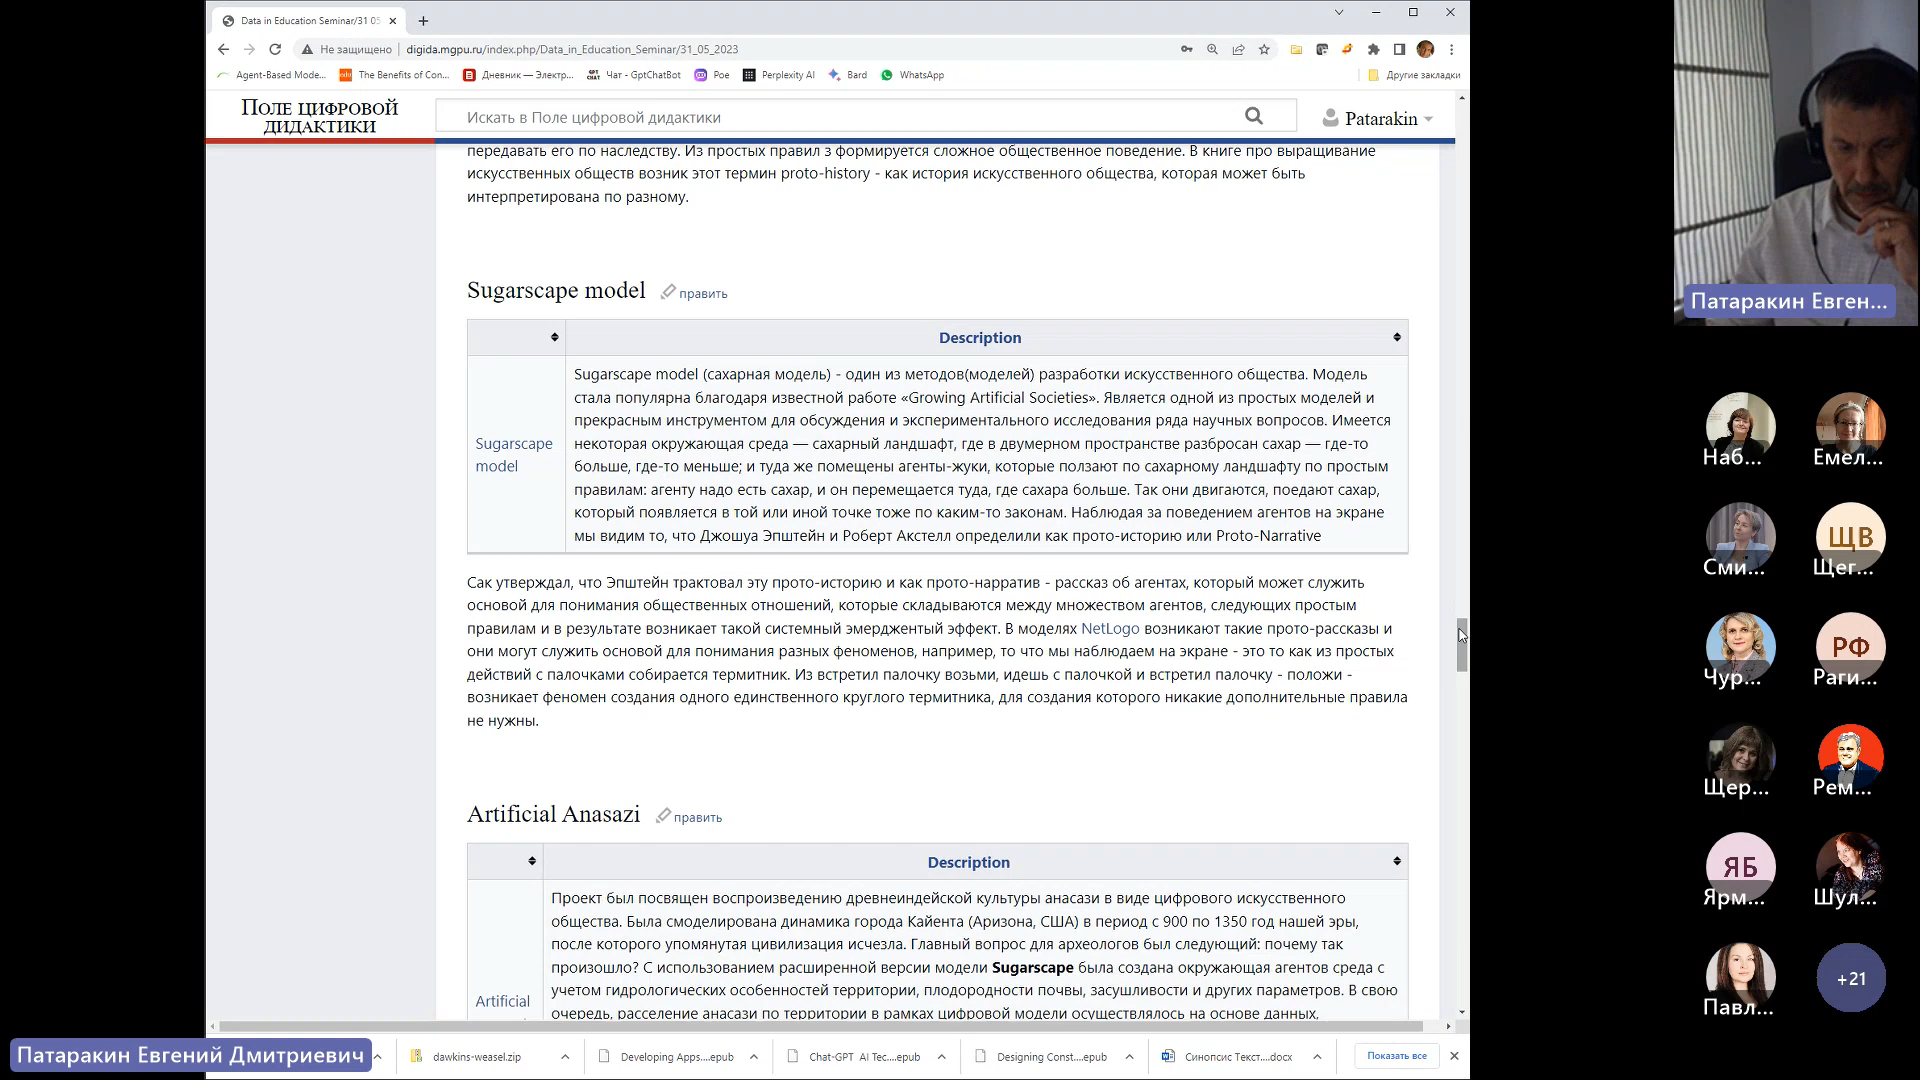 Data in Education Seminar/31 05
Не защищено
digida.mgpu.ru/index.php/Data_in_Education_Seminar/31_05_2023
Agent-Based Mode...
The Benefits of Con...
Дневник — Электр...
Чат - GptChatBot
Poe
Perplexity AI
Bard
WhatsApp
Другие закладки
Поле цифровой
дидактики
Искать в Поле цифровой дидактики
Patarakin
передавать его по наследству. Из простых правил з формируется сложное общественное поведение. В книге про выращивание
искусственных обществ возник этот термин proto-history - как история искусственного общества, которая может быть
интерпретирована по разному.
Sugarscape model
править
Description
Sugarscape
model
Sugarscape model (сахарная модель) - один из методов(моделей) разработки искусственного общества. Модель
стала популярна благодаря известной работе «Growing Artificial Societies». Является одной из простых моделей и
прекрасным инструментом для обсуждения и экспериментального исследования ряда научных вопросов. Имеется
некоторая окружающая среда — сахарный ландшафт, где в двумерном пространстве разбросан сахар — где-то
больше, где-то меньше; и туда же помещены агенты-жуки, которые ползают по сахарному ландшафту по простым
правилам: агенту надо есть сахар, и он перемещается туда, где сахара больше. Так они двигаются, поедают сахар,
который появляется в той или иной точке тоже по каким-то законам. Наблюдая за поведением агентов на экране
мы видим то, что Джошуа Эпштейн и Роберт Акстелл определили как прото-историю или Proto-Narrative
Сак утверждал, что Эпштейн трактовал эту прото-историю и как прото-нарратив - рассказ об агентах, который может служить
основой для понимания общественных отношений, которые складываются между множеством агентов, следующих простым
правилам и в результате возникает такой системный эмерджентый эффект. В моделях NetLogo возникают такие прото-рассказы и
они могут служить основой для понимания разных феноменов, например, то что мы наблюдаем на экране - это то как из простых
действий с палочками собирается термитник. Из встретил палочку возьми, идешь с палочкой и встретил палочку - положи -
возникает феномен создания одного единственного круглого термитника, для создания которого никакие дополнительные правила
не нужны.
Artificial Anasazi
править
Description
Artificial
Проект был посвящен воспроизведению древнеиндейской культуры анасази в виде цифрового искусственного
общества. Была смоделирована динамика города Кайента (Аризона, США) в период с 900 по 1350 год нашей эры,
после которого упомянутая цивилизация исчезла. Главный вопрос для археологов был следующий: почему так
произошло? С использованием расширенной версии модели Sugarscape была создана окружающая агентов среда с
учетом гидрологических особенностей территории, плодородности почвы, засушливости и других параметров. В свою
очередь, расселение анасази по территории в рамках цифровой модели осуществлялось на основе данных,
Патаракин Евгений Дмитриевич
dawkins-weasel.zip
Developing Apps....epub
Chat-GPT AI Tec....epub
Designing Const....epub
Синопсис Текст....docx
Показать все
Патаракин Евген...
Наб...
Емел...
Сми...
ЩВ
Щег...
Чур...
РФ
Раги...
Щер...
Рем...
ЯБ
Ярм...
Шул...
Павл...
+21